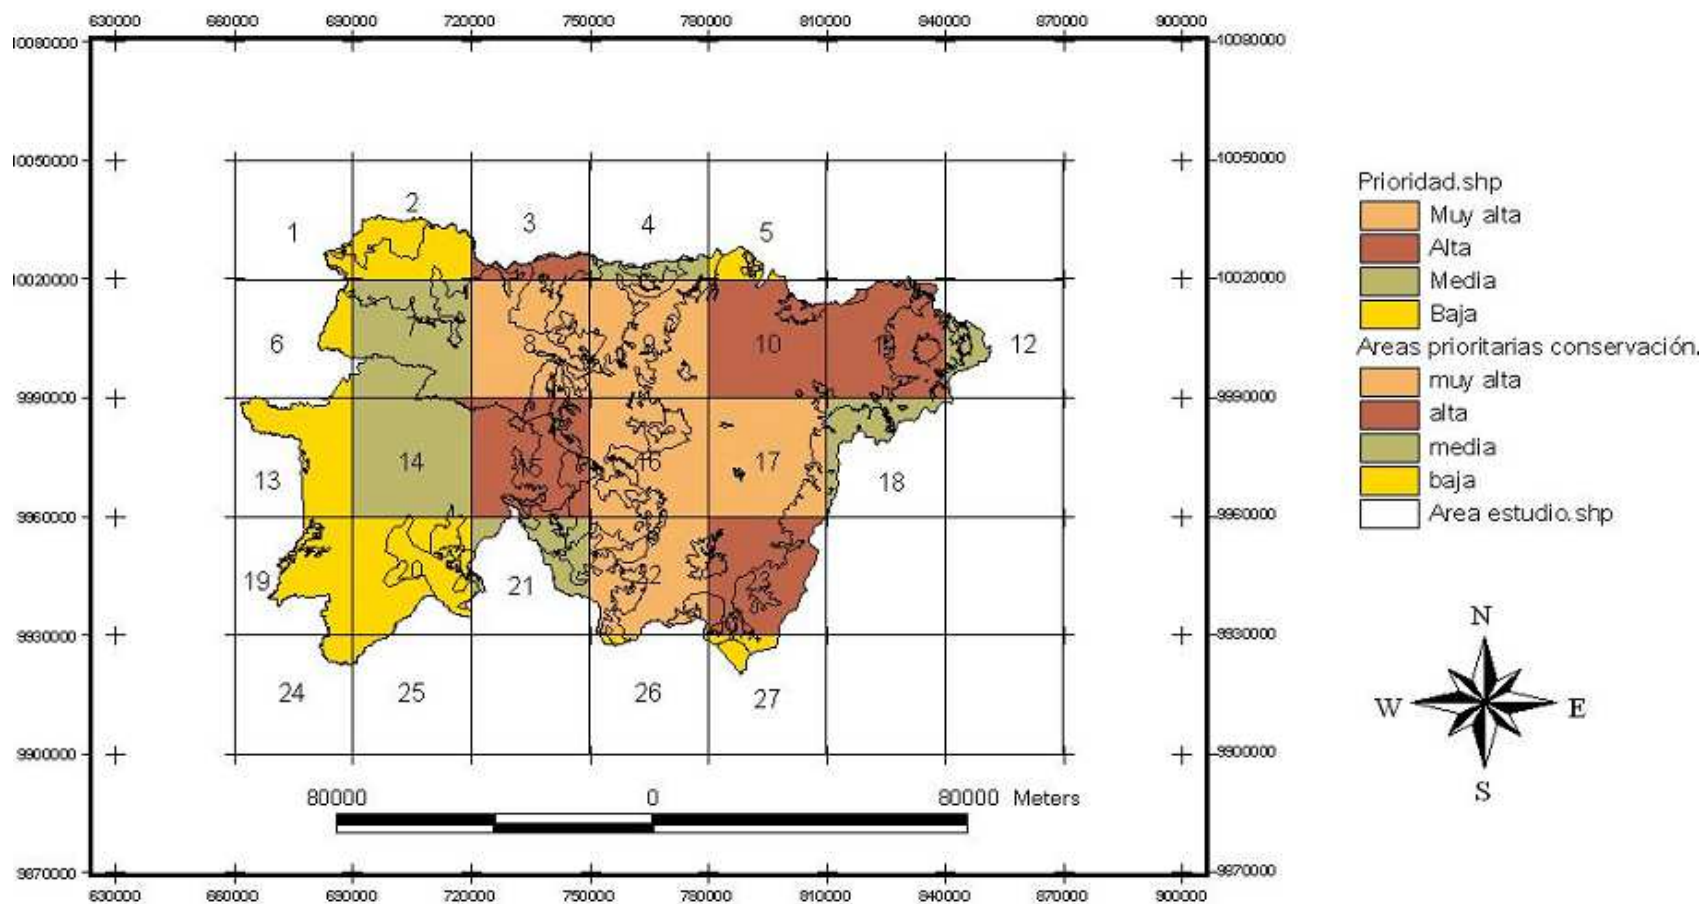 630000 660000 690000 720000 750000 780000 810000 840000 870000 900000
10080000 10080000
10050000 10050000
10020000 10020000
9990000 9990000
9960000 9960000
9930000 9930000
9900000 9900000
9870000 9870000
1 2 3 4 5
6 8 9 10 12
13 14 15 16 17 18
19 20 21 22 23
24 25 26 27
80000 0 80000 Meters
630000 660000 690000 720000 750000 780000 810000 840000 870000 900000
Prioridad.shp
Muy alta
Alta
Media
Baja
Areas prioritarias conservación.
muy alta
alta
media
baja
Area estudio.shp
N
W E
S